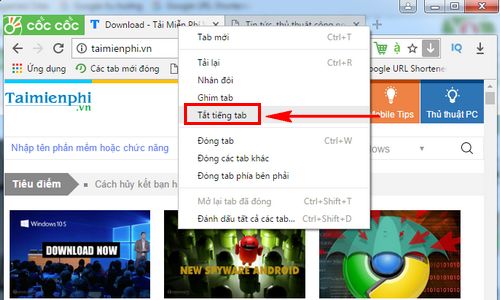 cốc cốc
Download - Tải Miễn Ph
Tin tức, thủ thuật công
taimienphi.vn
IQ
Ứng dụng
Các tab mới đóng
Google URL Shortene
Tab mới Ctrl+T
Tải lại Ctrl+R
Nhân đôi
Ghim tab
Tắt tiếng tab
Đóng tab Ctrl+W
Đóng các tab khác
Đóng tab phía bên phải
Mở lại tab đã đóng Ctrl+Shift+T
Đánh dấu tất cả các tab... Ctrl+Shift+D
Taimienphi
.vn
Mobile Tips
Thủ thuật PC
Nhập phần mềm hoặc chức năng
Tiêu điểm
Cách hủy kết bạn h
Windows 10 S
DOWNLOAD NOW
NEW SPYWARE ANDROID